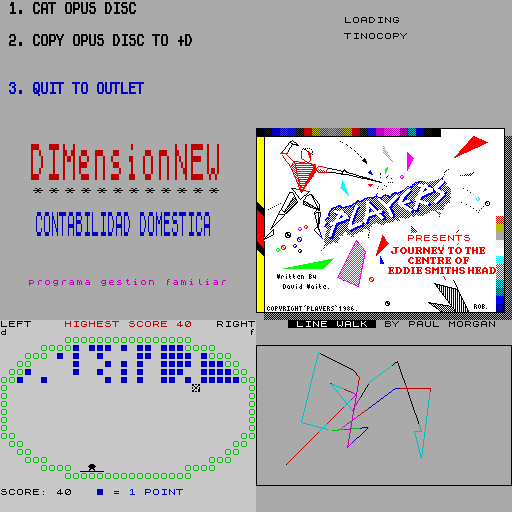 1. CAT OPUS DISC
2. COPY OPUS DISC TO +D
3. QUIT TO OUTLET
LOADING
TINOCOPY
DIMensionNEW
************
CONTABILIDAD DOMESTICA
programa gestion familiar
PLAYERS
PRESENTS
JOURNEY TO THE
CENTRE OF
EDDIE SMITHS HEAD
Written By
David Waite.
COPYRIGHT "PLAYERS" 1986.
ROB.
LEFT HIGHEST SCORE 40 RIGHT
d f
SCORE: 40 ■ = 1 POINT
LINE WALK BY PAUL MORGAN